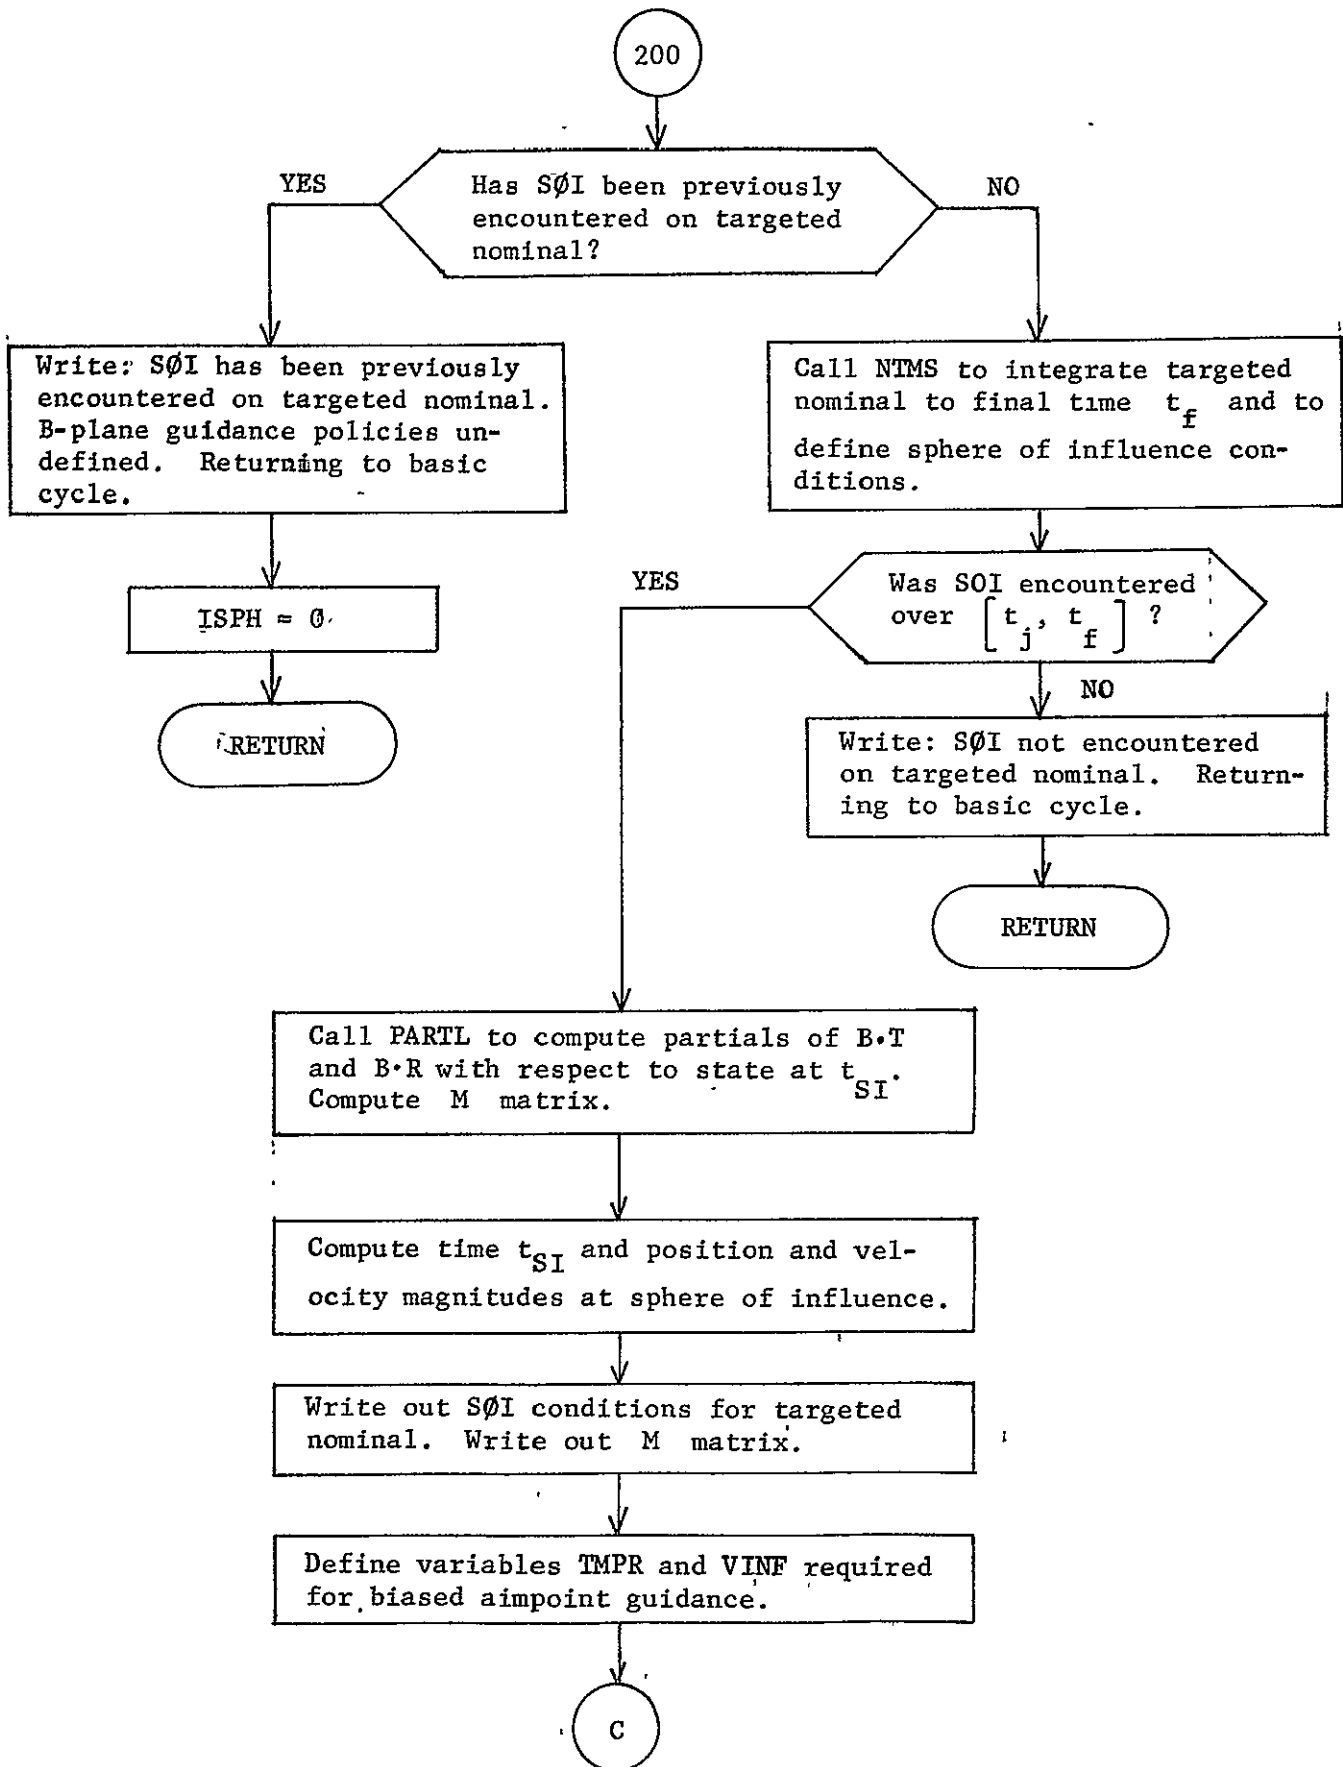 200
YES
Has SØI been previously
encountered on targeted
nominal?
NO
Write: SØI has been previously
encountered on targeted nominal.
B-plane guidance policies un-
defined. Returning to basic
cycle.
ISPH = 0
RETURN
Call NTMS to integrate targeted
nominal to final time t_f and to
define sphere of influence con-
ditions.
YES
Was SOI encountered
over [t_j, t_f] ?
NO
Write: SØI not encountered
on targeted nominal. Return-
ing to basic cycle.
RETURN
Call PARTL to compute partials of B·T
and B·R with respect to state at t_SI.
Compute M matrix.
Compute time t_SI and position and vel-
ocity magnitudes at sphere of influence.
Write out SØI conditions for targeted
nominal. Write out M matrix.
Define variables TMPR and VINF required
for biased aimpoint guidance.
C